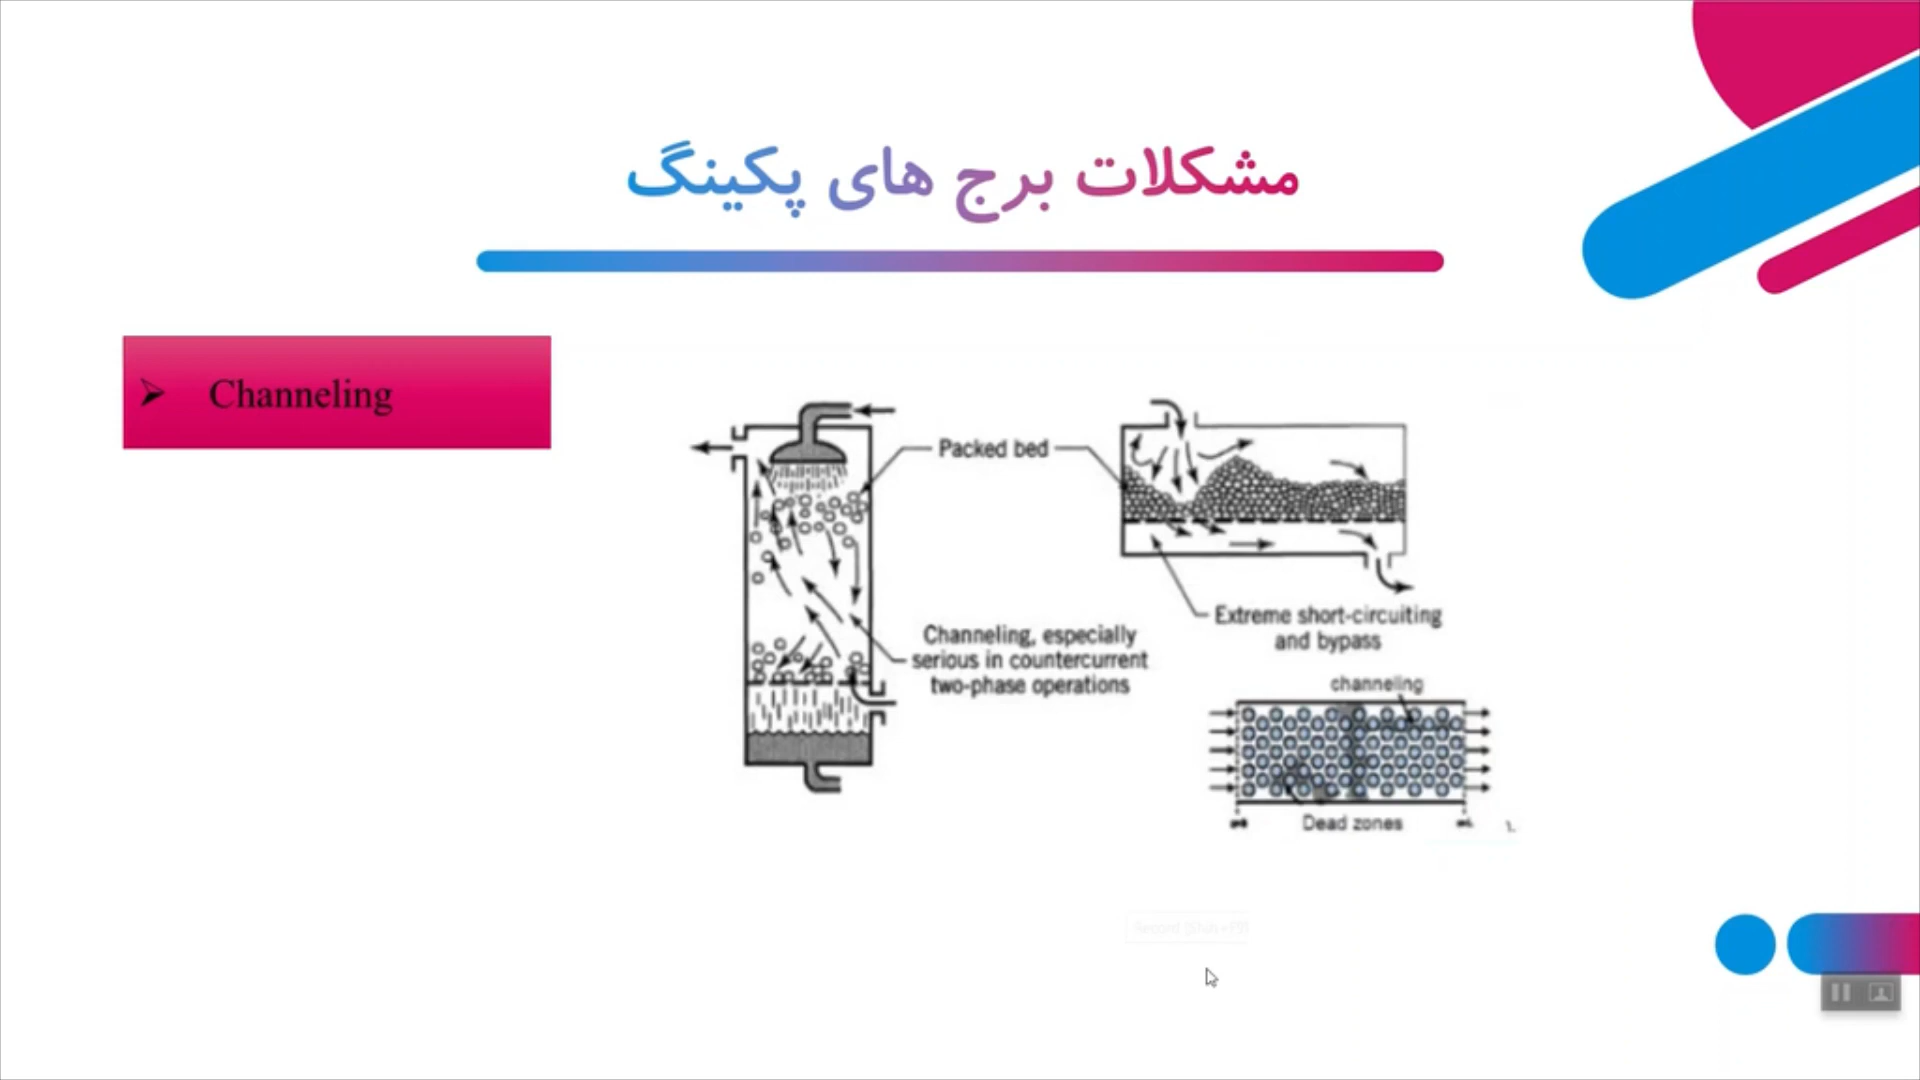 مشکلات برج های پکینگ
➢ Channeling
Packed bed
Channeling, especially
serious in countercurrent
two-phase operations
Extreme short-circuiting
and bypass
channeling
Dead zones